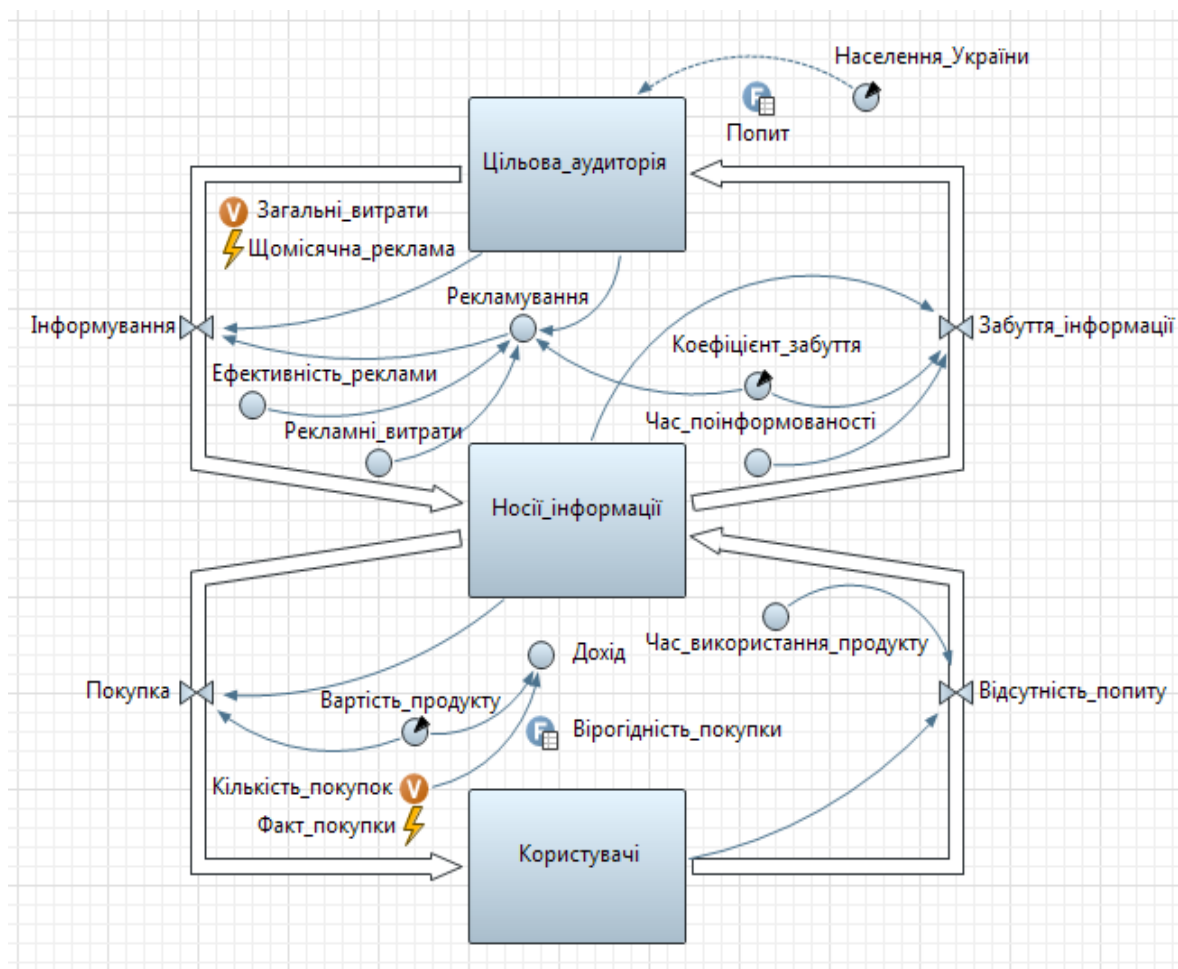 Населення_України
Попит
Цільова_аудиторія
Загальні_витрати
Щомісячна_реклама
Рекламування
Інформування
Забуття_інформації
Коефіцієнт_забуття
Ефективність_реклами
Час_поінформованості
Рекламні_витрати
Носії_інформації
Час_використання_продукту
Дохід
Покупка
Вартість_продукту
Відсутність_попиту
Вірогідність_покупки
Кількість_покупок
Факт_покупки
Користувачі